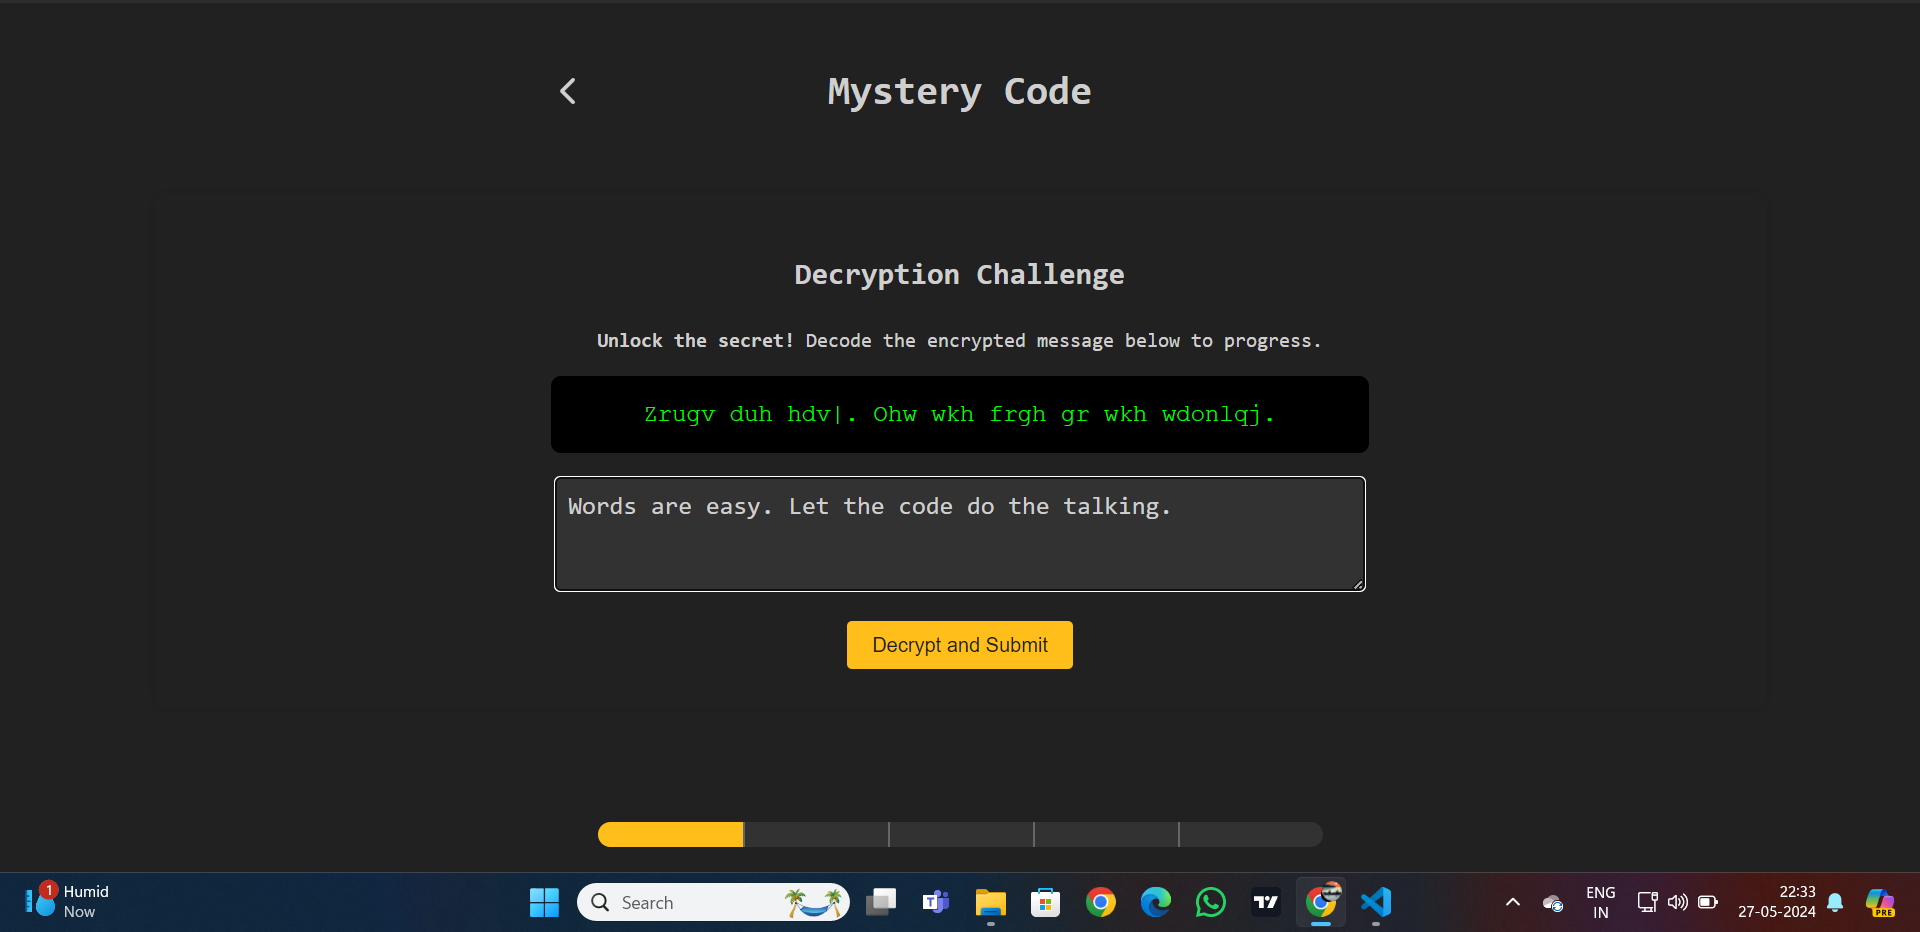 Mystery Code
Decryption Challenge
Unlock the secret! Decode the encrypted message below to progress.
Zrugv duh hdv|. Ohw wkh frgh gr wkh wdonlqj.
Words are easy. Let the code do the talking.
Decrypt and Submit
1
Humid
Now
Search
ENG
IN
22:33
27-05-2024
PRE